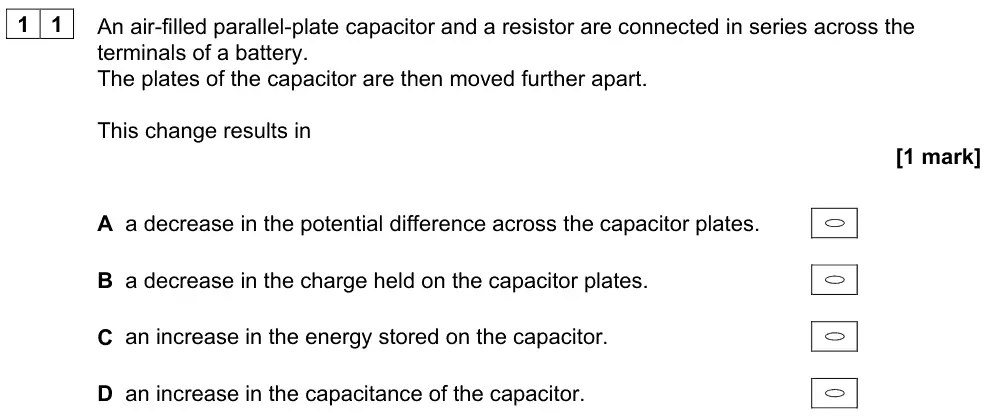 1 1 An air-filled parallel-plate capacitor and a resistor are connected in series across the
terminals of a battery.
The plates of the capacitor are then moved further apart.
This change results in
[1 mark]
A a decrease in the potential difference across the capacitor plates.
B a decrease in the charge held on the capacitor plates.
C an increase in the energy stored on the capacitor.
D an increase in the capacitance of the capacitor.